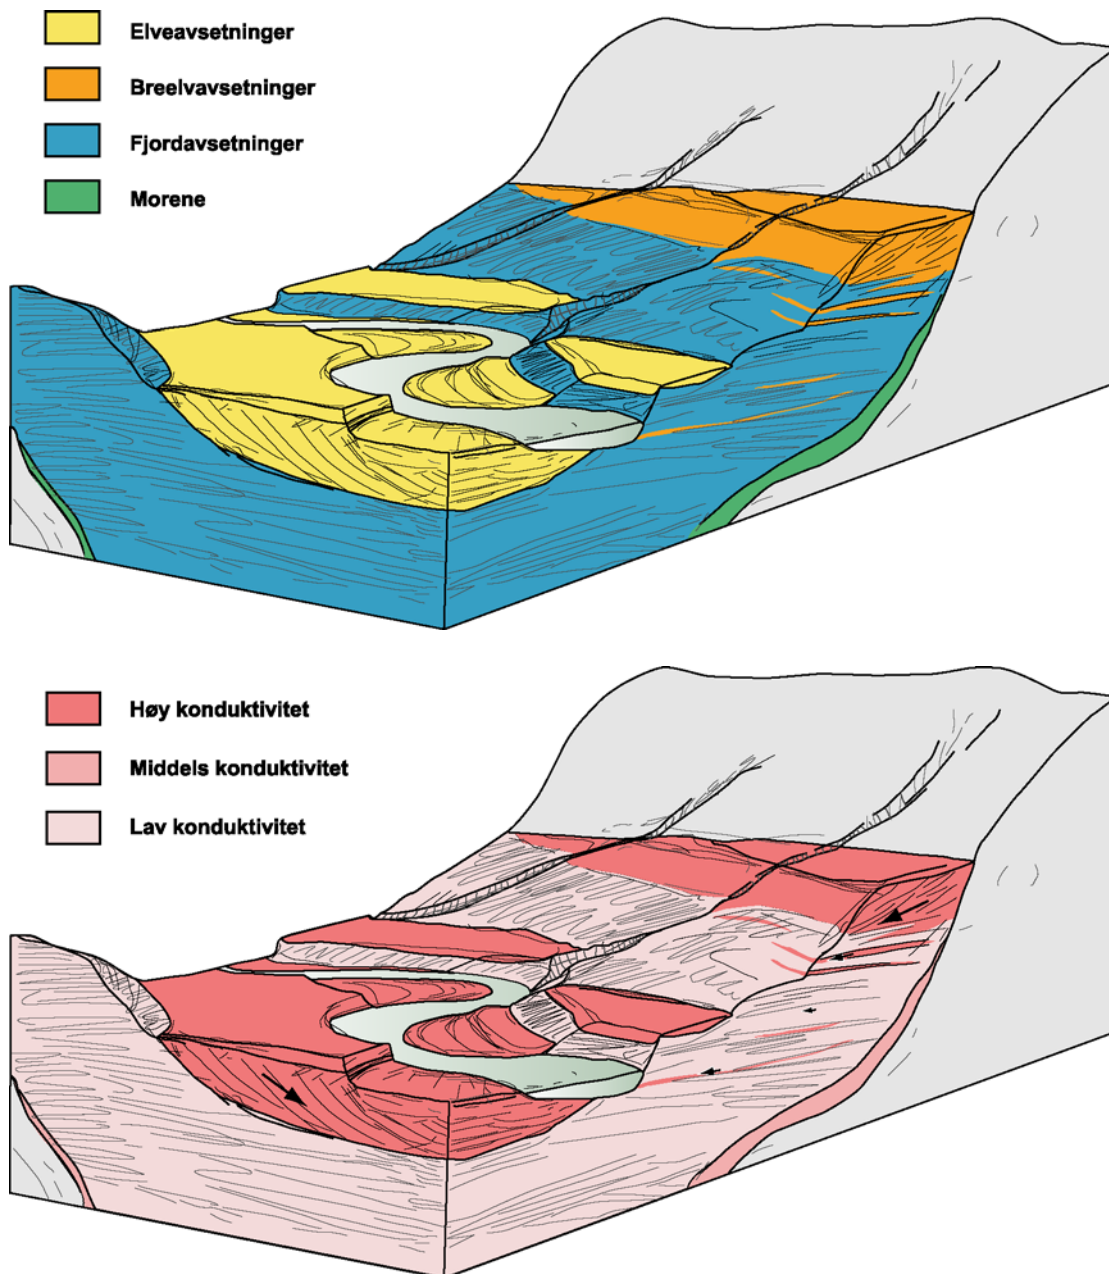 Elveavsetninger
Breelvavsetninger
Fjordavsetninger
Morene
Høy konduktivitet
Middels konduktivitet
Lav konduktivitet